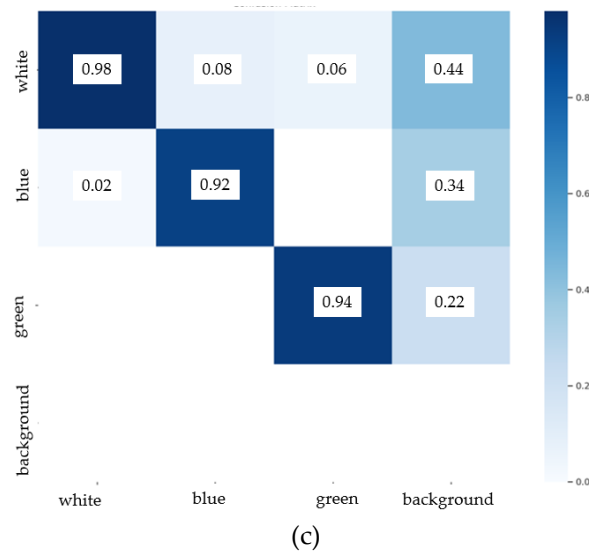 white 0.98 0.08 0.06 0.44
0.8
blue 0.02 0.92 0.34
0.6
green 0.94 0.22
0.4
0.2
background
0.0
white blue green background
(c)